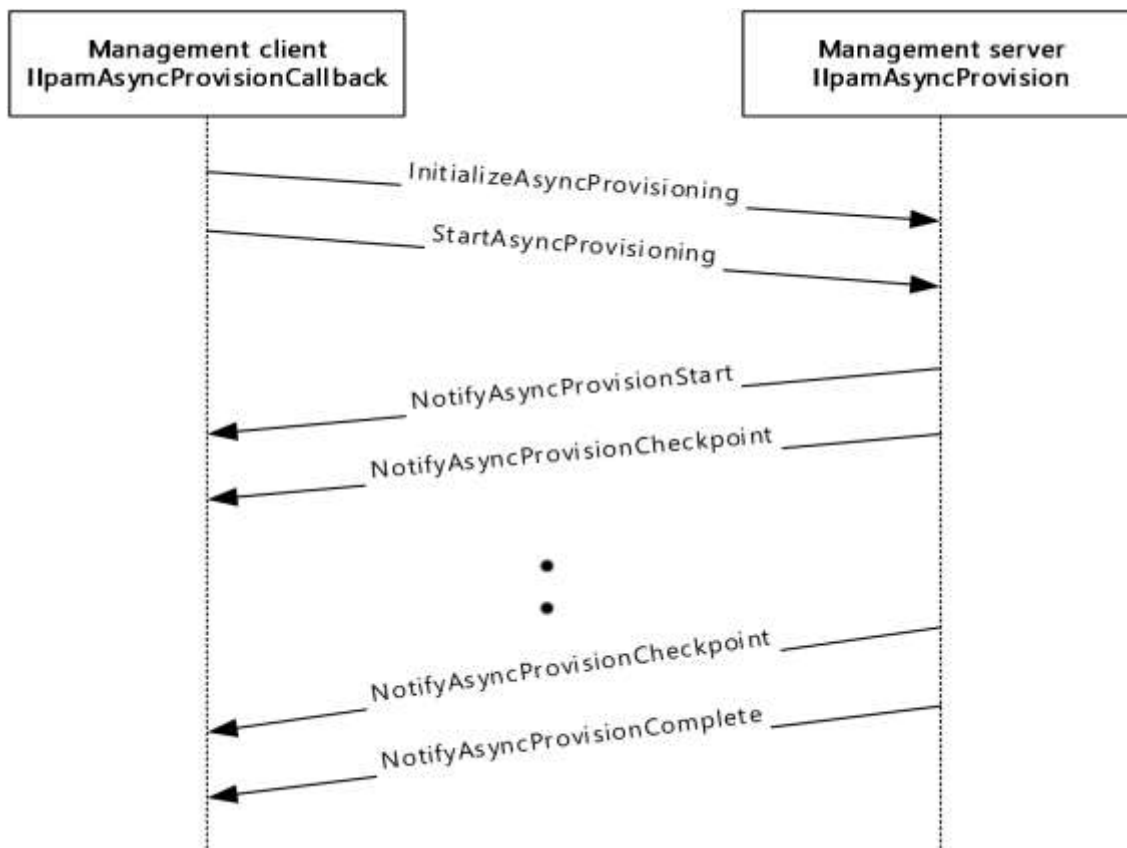 Management client
IIpamAsyncProvisionCallback
Management server
IIpamAsyncProvision
InitializeAsyncProvisioning
StartAsyncProvisioning
NotifyAsyncProvisionStart
NotifyAsyncProvisionCheckpoint
NotifyAsyncProvisionCheckpoint
NotifyAsyncProvisionComplete